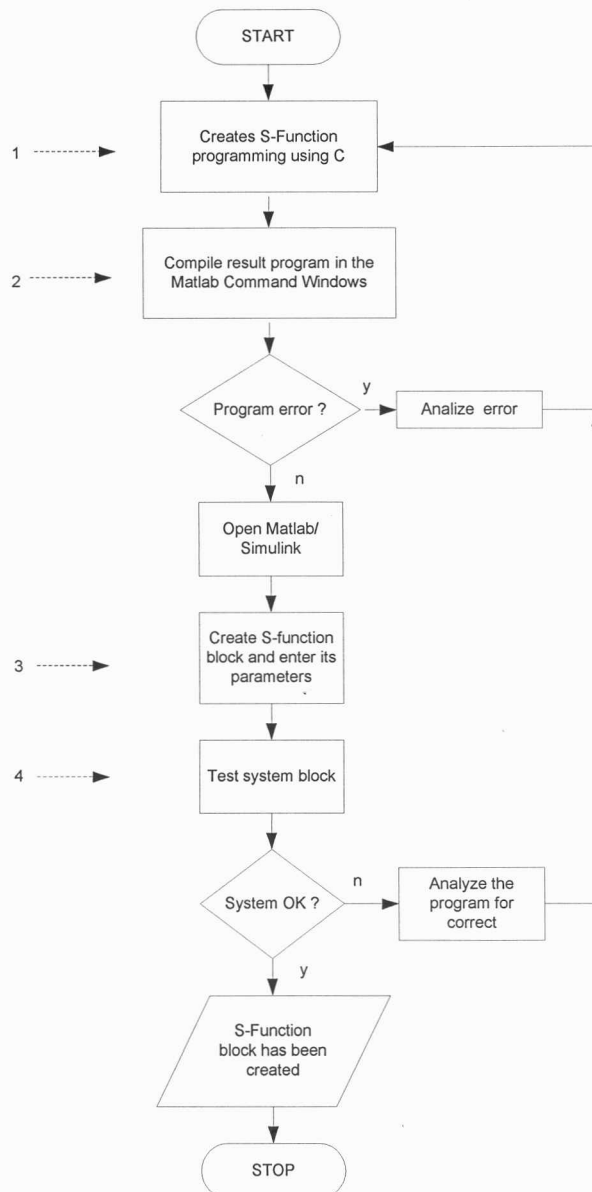 START
1
Creates S-Function
programming using C
2
Compile result program in the
Matlab Command Windows
Program error ?
y
Analize error
n
Open Matlab/
Simulink
3
Create S-function
block and enter its
parameters
4
Test system block
System OK ?
n
Analyze the
program for
correct
y
S-Function
block has been
created
STOP